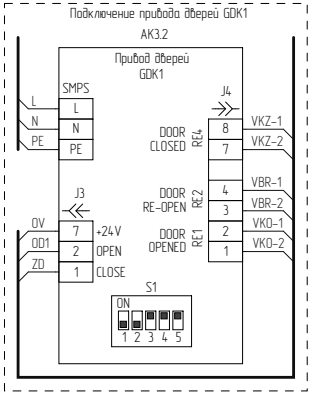 Подключение привода дверей GDK1
АК3.2
Привод дверей
GDK1
SMPS
L L
N N
PE PE
J4
DOOR CLOSED
RE4
8 VKZ-1
7 VKZ-2
DOOR RE-OPEN
RE2
4 VBR-1
3 VBR-2
DOOR OPENED
RE1
2 VKO-1
1 VKO-2
J3
0V 7 +24V
OD1 2 OPEN
ZD 1 CLOSE
S1
ON
1 2 3 4 5